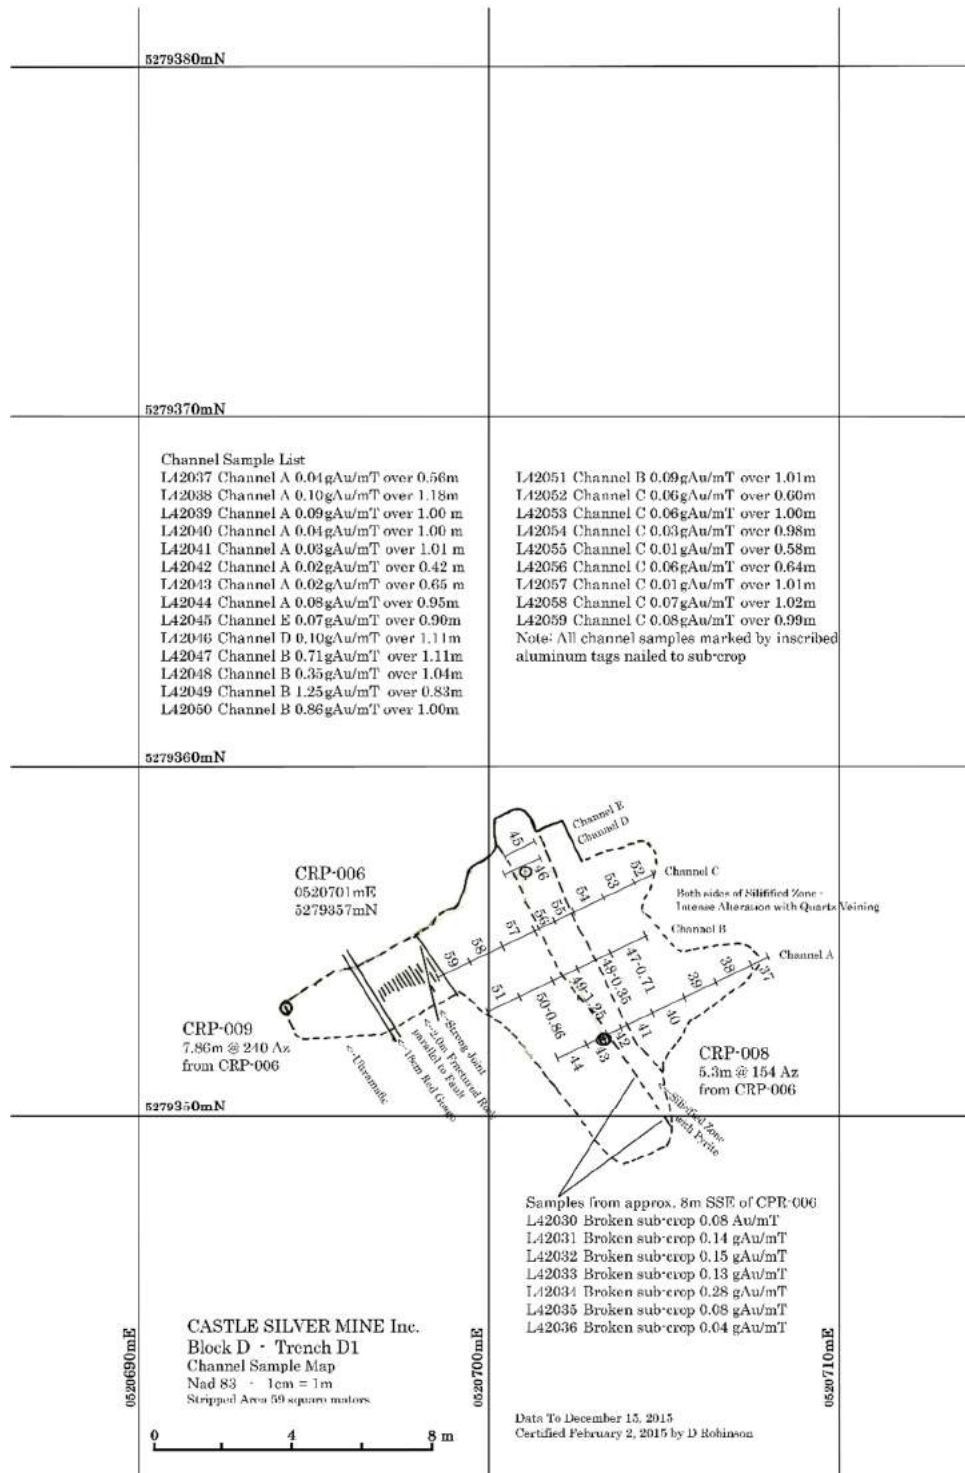 5279380mN
5279370mN
Channel Sample List
L42037 Channel A 0.04gAu/mT over 0.56m
L42038 Channel A 0.10gAu/mT over 1.18m
L42039 Channel A 0.09gAu/mT over 1.00 m
L42040 Channel A 0.04gAu/mT over 1.00 m
L42041 Channel A 0.03gAu/mT over 1.01 m
L42042 Channel A 0.02gAu/mT over 0.42 m
L42043 Channel A 0.02gAu/mT over 0.65 m
L42044 Channel A 0.08gAu/mT over 0.95m
L42045 Channel E 0.07gAu/mT over 0.90m
L42046 Channel D 0.10gAu/mT over 1.11m
L42047 Channel B 0.71gAu/mT over 1.11m
L42048 Channel B 0.35gAu/mT over 1.04m
L42049 Channel B 1.25gAu/mT over 0.83m
L42050 Channel B 0.86gAu/mT over 1.00m
L42051 Channel B 0.09gAu/mT over 1.01m
L42052 Channel C 0.06gAu/mT over 0.60m
L42053 Channel C 0.06gAu/mT over 1.00m
L42054 Channel C 0.03gAu/mT over 0.98m
L42055 Channel C 0.01gAu/mT over 0.58m
L42056 Channel C 0.06gAu/mT over 0.64m
L42057 Channel C 0.01gAu/mT over 1.01m
L42058 Channel C 0.07gAu/mT over 1.02m
L42059 Channel C 0.08gAu/mT over 0.99m
Note: All channel samples marked by inscribed
aluminum tags nailed to sub-crop
5279360mN
Channel E
Channel D
45
46
CRP-006
0520701mE
5279357mN
Channel C
52
53
54
55
56
57
58
59
Both sides of Silifified Zone -
Intense Alteration with Quartz Veining
Channel B
47-0.71
48-0.35
49-1.25
50-0.86
51
Channel A
37
38
39
40
41
42
43
44
CRP-009
7.86m @ 240 Az
from CRP-006
<-Ultramafic
<-18cm Red Gouge
<-2.0m Fractured Rock
parallel to Fault
<-Strong Joint
CRP-008
5.3m @ 154 Az
from CRP-006
<-Silisified Zone
with Pyrite
5279350mN
Samples from approx. 8m SSE of CPR-006
L42030 Broken sub-crop 0.08 Au/mT
L42031 Broken sub-crop 0.14 gAu/mT
L42032 Broken sub-crop 0.15 gAu/mT
L42033 Broken sub-crop 0.13 gAu/mT
L42034 Broken sub-crop 0.28 gAu/mT
L42035 Broken sub-crop 0.08 gAu/mT
L42036 Broken sub-crop 0.04 gAu/mT
0520690mE
CASTLE SILVER MINE Inc.
Block D - Trench D1
Channel Sample Map
Nad 83 - 1cm = 1m
Stripped Area 59 square maters
0520700mE
0520710mE
0 4 8 m
Data To December 15, 2015
Certified February 2, 2015 by D Robinson